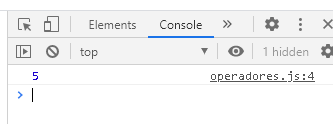 Elements Console »
top 1 hidden
5 operadores.js:4
>